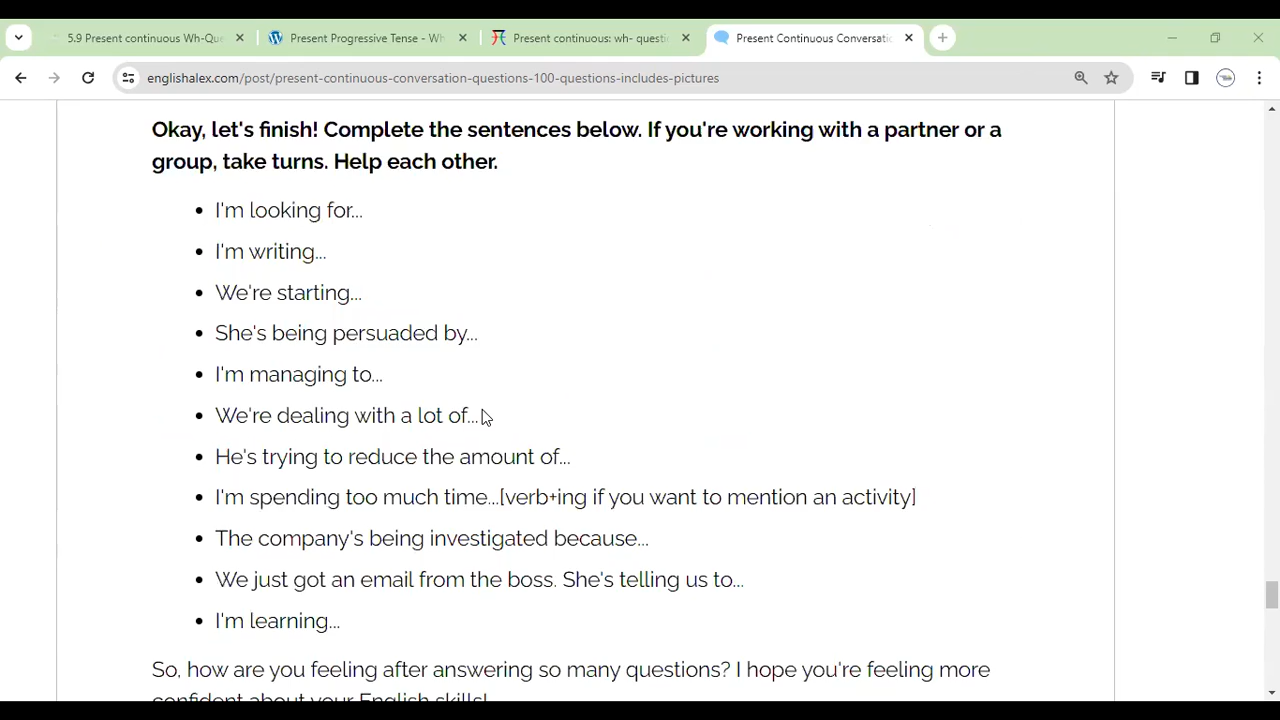 5.9 Present continuous Wh-Que
Present Progressive Tense - Wh
Present continuous: wh- questi
Present Continuous Conversatic
englishalex.com/post/present-continuous-conversation-questions-100-questions-includes-pictures
Okay, let's finish! Complete the sentences below. If you're working with a partner or a
group, take turns. Help each other.
I'm looking for...
I'm writing...
We're starting...
She's being persuaded by...
I'm managing to...
We're dealing with a lot of...
He's trying to reduce the amount of...
I'm spending too much time...[verb+ing if you want to mention an activity]
The company's being investigated because...
We just got an email from the boss. She's telling us to...
I'm learning...
So, how are you feeling after answering so many questions? I hope you're feeling more
confident about your English skills!